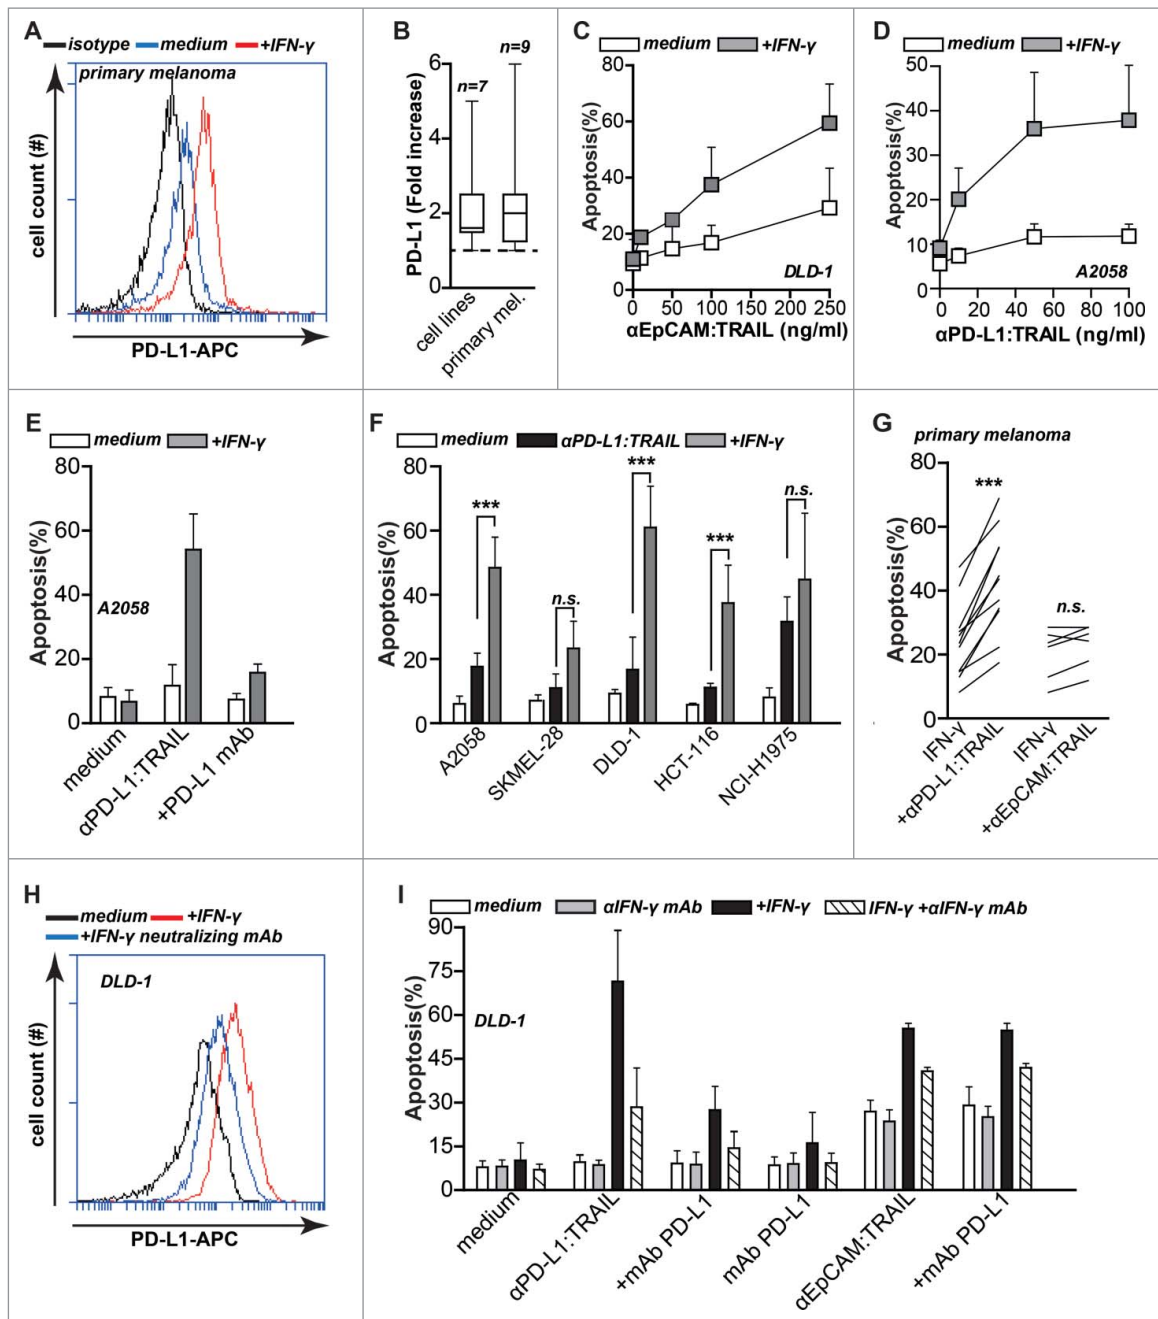 A
isotype medium +IFN-γ
primary melanoma
cell count (#)
PD-L1-APC
B
n=9
n=7
PD-L1 (Fold increase)
6
4
2
0
cell lines
primary mel.
C
medium +IFN-γ
Apoptosis(%)
80
60
40
20
0
DLD-1
0 50 100 150 200 250
αEpCAM:TRAIL (ng/ml)
D
medium +IFN-γ
Apoptosis(%)
50
40
30
20
10
0
A2058
0 20 40 60 80 100
αPD-L1:TRAIL (ng/ml)
E
medium +IFN-γ
Apoptosis(%)
80
60
40
20
0
A2058
medium
αPD-L1:TRAIL
+PD-L1 mAb
F
medium αPD-L1:TRAIL +IFN-γ
Apoptosis(%)
80
60
40
20
0
*** n.s. *** *** n.s.
A2058
SKMEL-28
DLD-1
HCT-116
NCI-H1975
G
primary melanoma
Apoptosis(%)
80
60
40
20
0
***
n.s.
IFN-γ
+αPD-L1:TRAIL
IFN-γ
+αEpCAM:TRAIL
H
medium +IFN-γ
+IFN-γ neutralizing mAb
DLD-1
cell count (#)
PD-L1-APC
I
medium αIFN-γ mAb +IFN-γ IFN-γ +αIFN-γ mAb
Apoptosis(%)
90
75
60
45
30
15
0
DLD-1
medium
αPD-L1:TRAIL
+mAb PD-L1
mAb PD-L1
αEpCAM:TRAIL
+mAb PD-L1